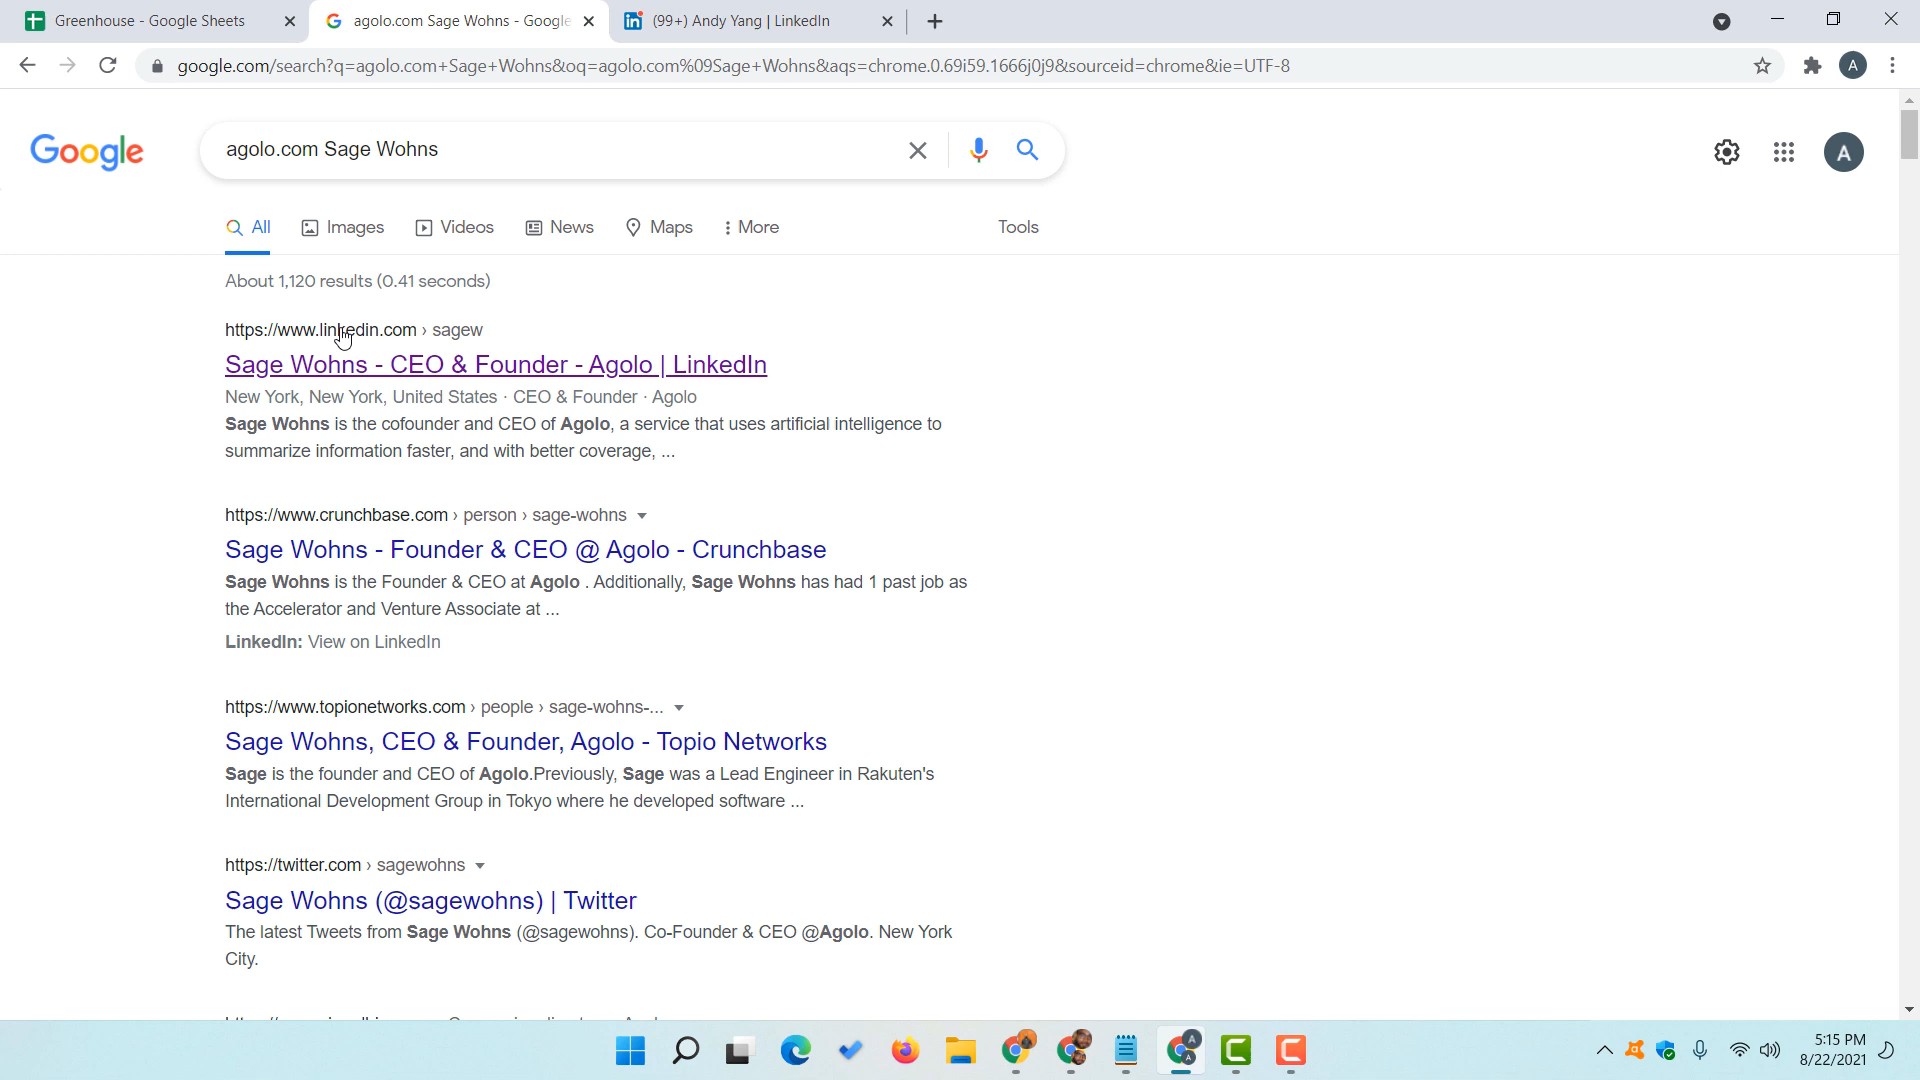 Greenhouse - Google Sheets
agolo.com Sage Wohns - Google
(99+) Andy Yang | LinkedIn
google.com/search?q=agolo.com+Sage+Wohns&oq=agolo.com%09Sage+Wohns&aqs=chrome.0.69i59.1666j0j9&sourceid=chrome&ie=UTF-8
A
Google
agolo.com Sage Wohns
A
All
Images
Videos
News
Maps
More
Tools
About 1,120 results (0.41 seconds)
https://www.linkedin.com › sagew
Sage Wohns - CEO & Founder - Agolo | LinkedIn
New York, New York, United States · CEO & Founder · Agolo
Sage Wohns is the cofounder and CEO of Agolo, a service that uses artificial intelligence to
summarize information faster, and with better coverage, ...
https://www.crunchbase.com › person › sage-wohns
Sage Wohns - Founder & CEO @ Agolo - Crunchbase
Sage Wohns is the Founder & CEO at Agolo . Additionally, Sage Wohns has had 1 past job as
the Accelerator and Venture Associate at ...
LinkedIn: View on LinkedIn
https://www.topionetworks.com › people › sage-wohns-...
Sage Wohns, CEO & Founder, Agolo - Topio Networks
Sage is the founder and CEO of Agolo.Previously, Sage was a Lead Engineer in Rakuten's
International Development Group in Tokyo where he developed software ...
https://twitter.com › sagewohns
Sage Wohns (@sagewohns) | Twitter
The latest Tweets from Sage Wohns (@sagewohns). Co-Founder & CEO @Agolo. New York
City.
5:15 PM
8/22/2021